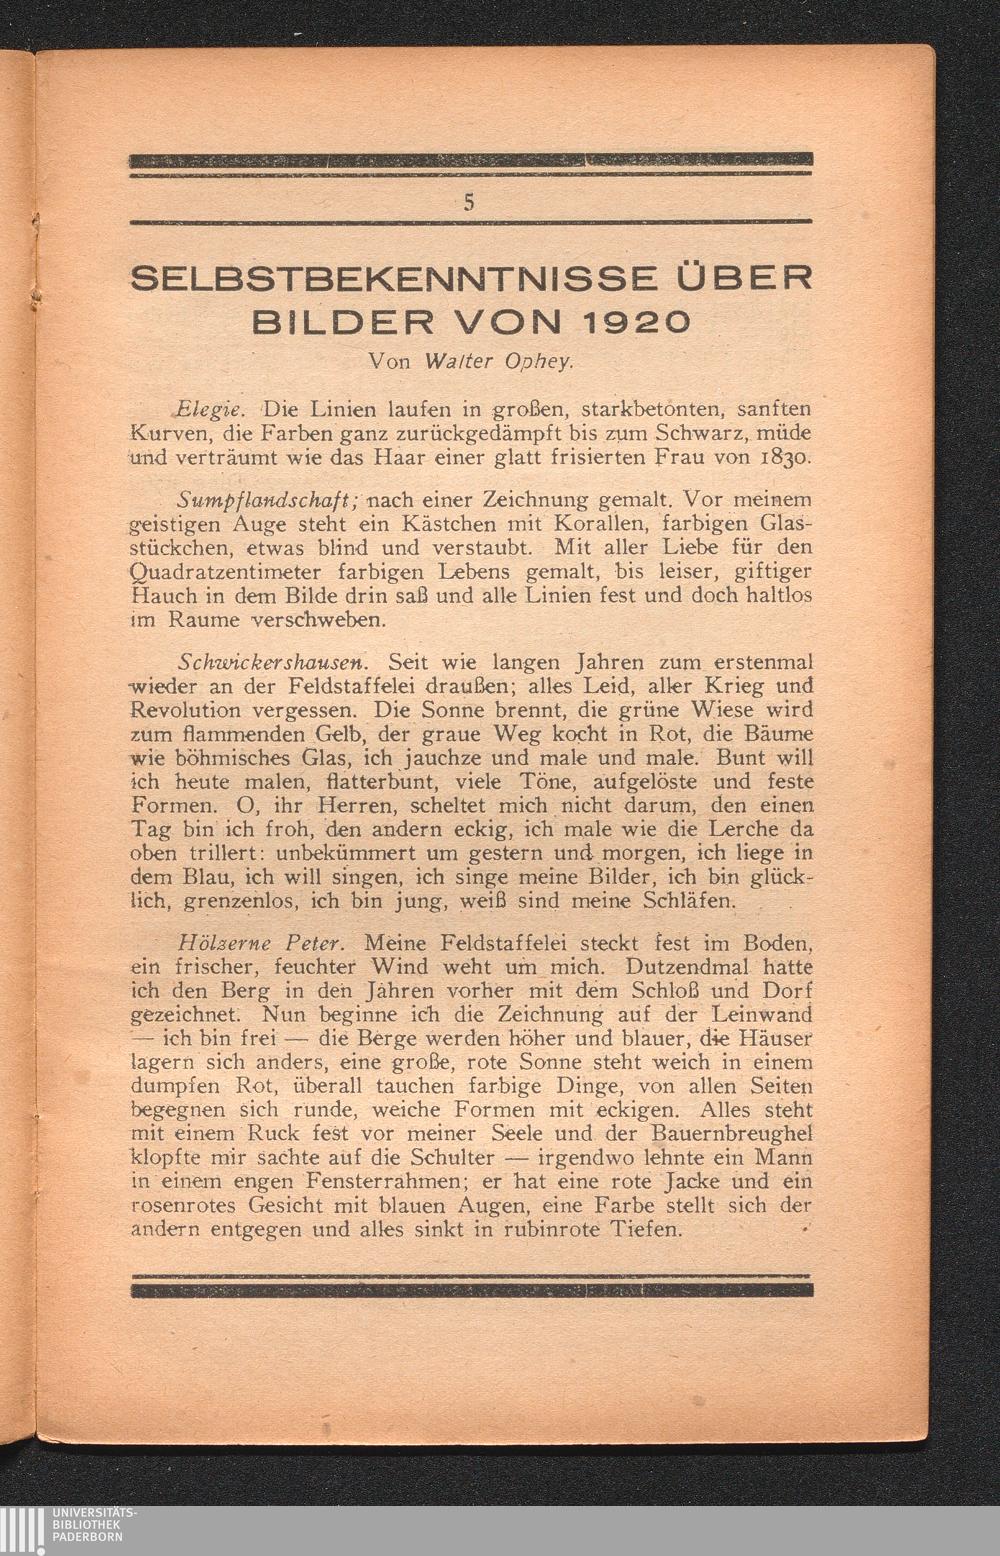 5
SELBSTBEKENNTNISSE ÜBER
BILDER VON 1920
Von Walter Ophey.
Elegie. Die Linien laufen in großen, starkbetonten, sanften
Kurven, die Farben ganz zurückgedämpft bis zum Schwarz, müde
und verträumt wie das Haar einer glatt frisierten Frau von 1830.
Sumpflandschaft; nach einer Zeichnung gemalt. Vor meinem
geistigen Auge steht ein Kästchen mit Korallen, farbigen Glas-
stückchen, etwas blind und verstaubt. Mit aller Liebe für den
Quadratzentimeter farbigen Lebens gemalt, bis leiser, giftiger
Hauch in dem Bilde drin saß und alle Linien fest und doch haltlos
im Raume verschweben.
Schwickershausen. Seit wie langen Jahren zum erstenmal
wieder an der Feldstaffelei draußen; alles Leid, aller Krieg und
Revolution vergessen. Die Sonne brennt, die grüne Wiese wird
zum flammenden Gelb, der graue Weg kocht in Rot, die Bäume
wie böhmisches Glas, ich jauchze und male und male. Bunt will
ich heute malen, flatterbunt, viele Töne, aufgelöste und feste
Formen. O, ihr Herren, scheltet mich nicht darum, den einen
Tag bin ich froh, den andern eckig, ich male wie die Lerche da
oben trillert: unbekümmert um gestern und morgen, ich liege in
dem Blau, ich will singen, ich singe meine Bilder, ich bin glück-
lich, grenzenlos, ich bin jung, weiß sind meine Schläfen.
Hölzerne Peter. Meine Feldstaffelei steckt fest im Boden,
ein frischer, feuchter Wind weht um mich. Dutzendmal hatte
ich den Berg in den Jahren vorher mit dem Schloß und Dorf
gezeichnet. Nun beginne ich die Zeichnung auf der Leinwand
— ich bin frei — die Berge werden höher und blauer, die Häuser
lagern sich anders, eine große, rote Sonne steht weich in einem
dumpfen Rot, überall tauchen farbige Dinge, von allen Seiten
begegnen sich runde, weiche Formen mit eckigen. Alles steht
mit einem Ruck fest vor meiner Seele und der Bauernbreughel
klopfte mir sachte auf die Schulter — irgendwo lehnte ein Mann
in einem engen Fensterrahmen; er hat eine rote Jacke und ein
rosenrotes Gesicht mit blauen Augen, eine Farbe stellt sich der
andern entgegen und alles sinkt in rubinrote Tiefen.
UNIVERSITÄTS-
BIBLIOTHEK
PADERBORN